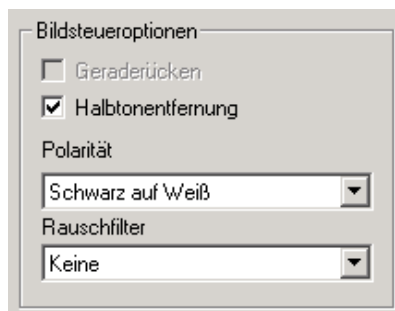 Bildsteueroptionen
Geraderücken
Halbtonentfernung
Polarität
Schwarz auf Weiß
Rauschfilter
Keine